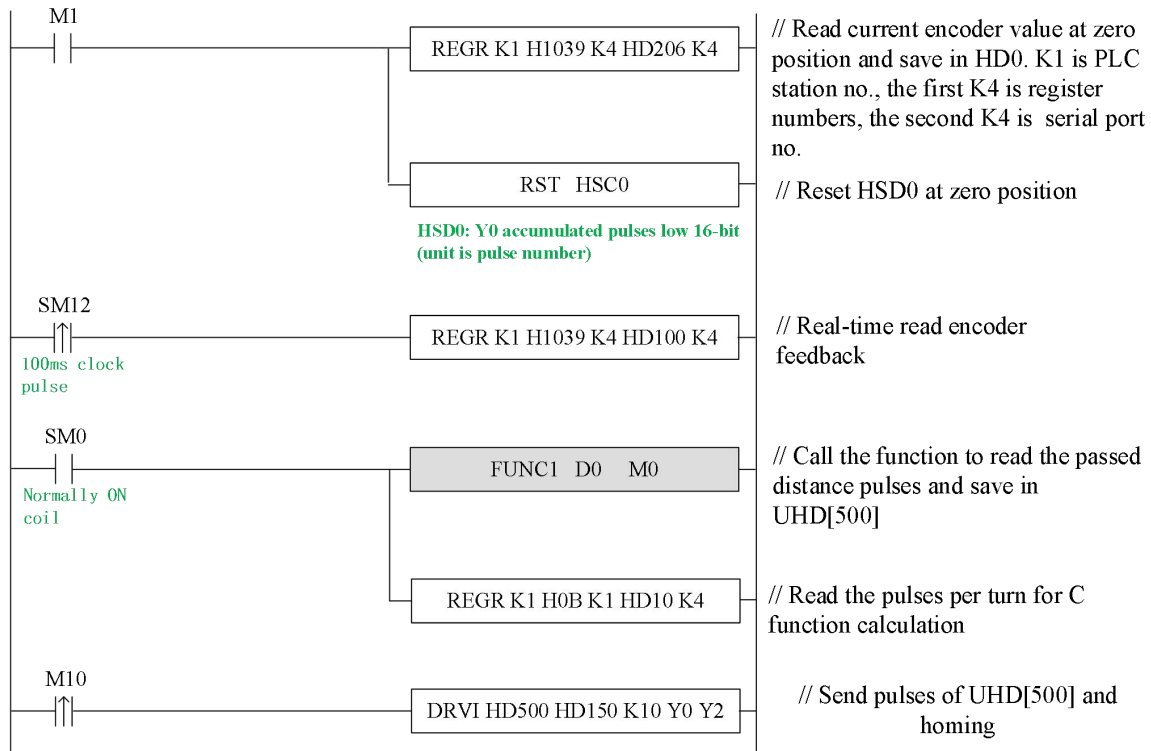 M1
REGR K1 H1039 K4 HD206 K4
// Read current encoder value at zero
position and save in HD0. K1 is PLC
station no., the first K4 is register
numbers, the second K4 is serial port
no.
RST HSC0
// Reset HSD0 at zero position
HSD0: Y0 accumulated pulses low 16-bit
(unit is pulse number)
SM12
REGR K1 H1039 K4 HD100 K4
// Real-time read encoder
feedback
100ms clock
pulse
SM0
FUNC1 D0 M0
// Call the function to read the passed
distance pulses and save in
UHD[500]
Normally ON
coil
REGR K1 H0B K1 HD10 K4
// Read the pulses per turn for C
function calculation
M10
DRVI HD500 HD150 K10 Y0 Y2
// Send pulses of UHD[500] and
homing